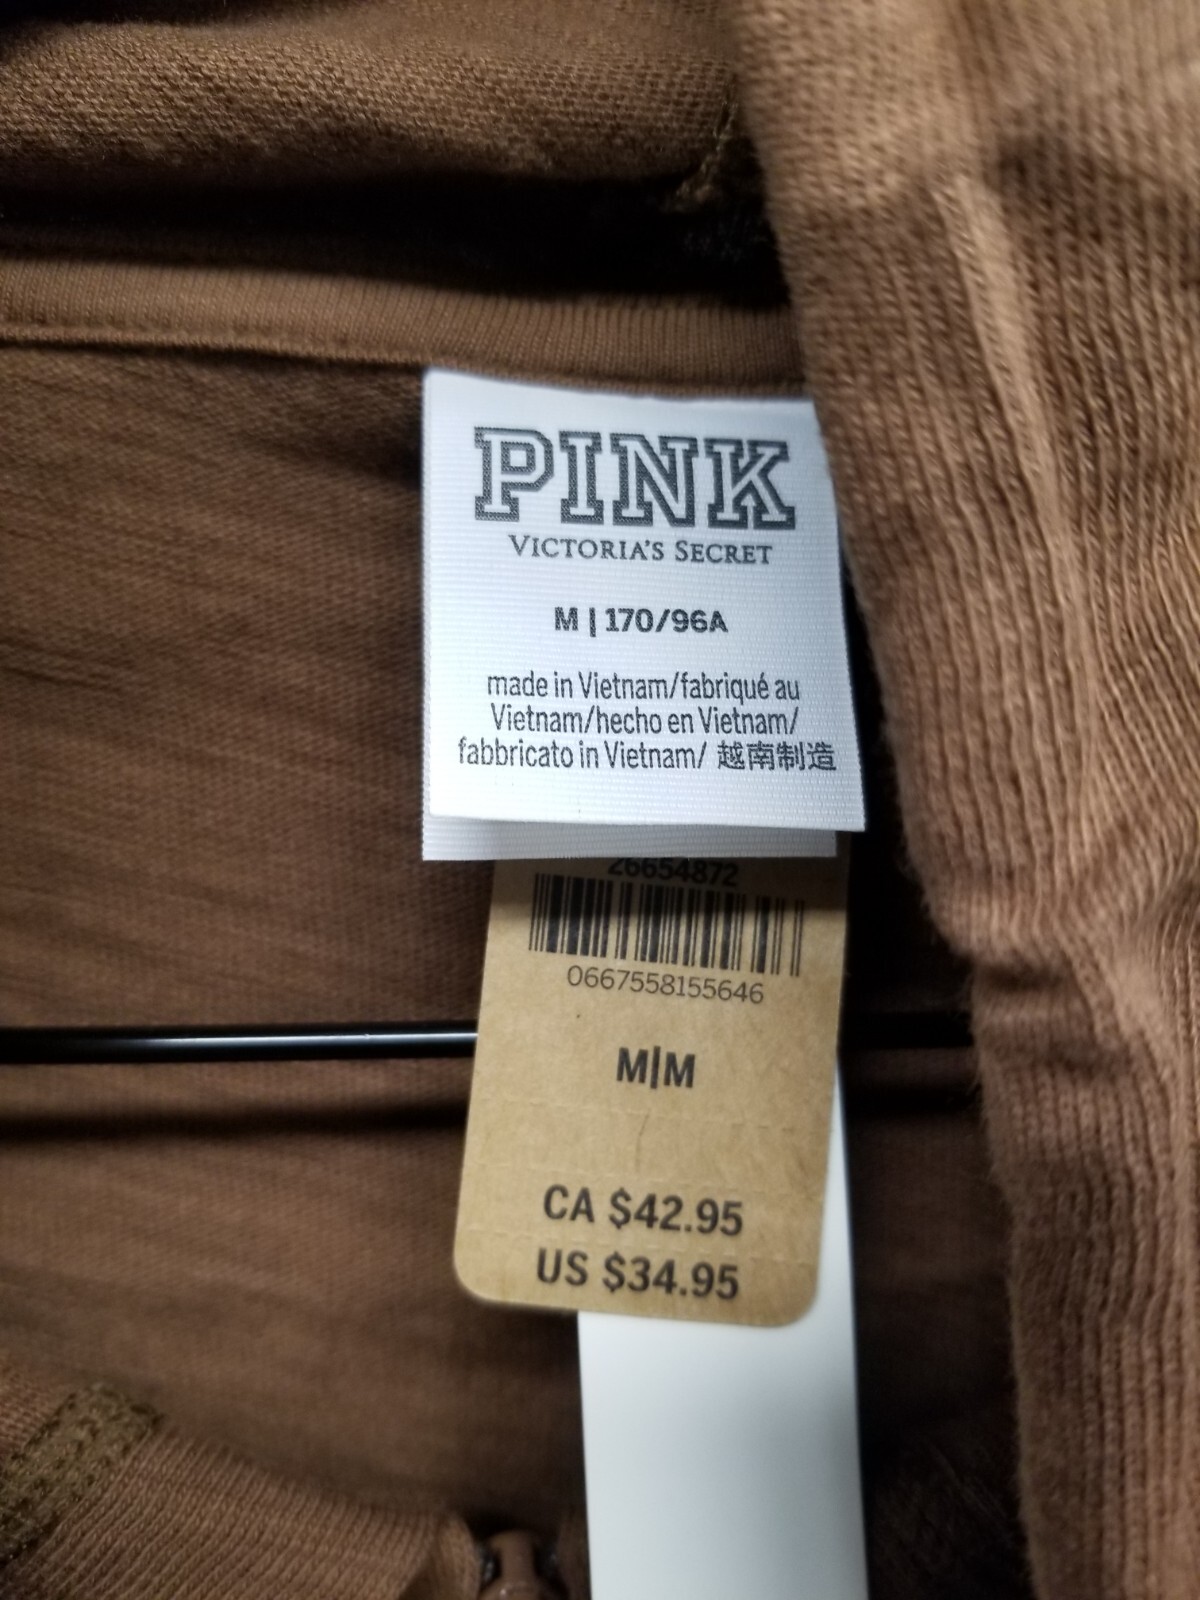 PINK
VICTORIA'S SECRET
M | 170/96A
made in Vietnam/fabriqué au
Vietnam/hecho en Vietnam/
fabbricato in Vietnam/ 越南制造
26654872
0667558155646
M|M
CA $42.95
US $34.95